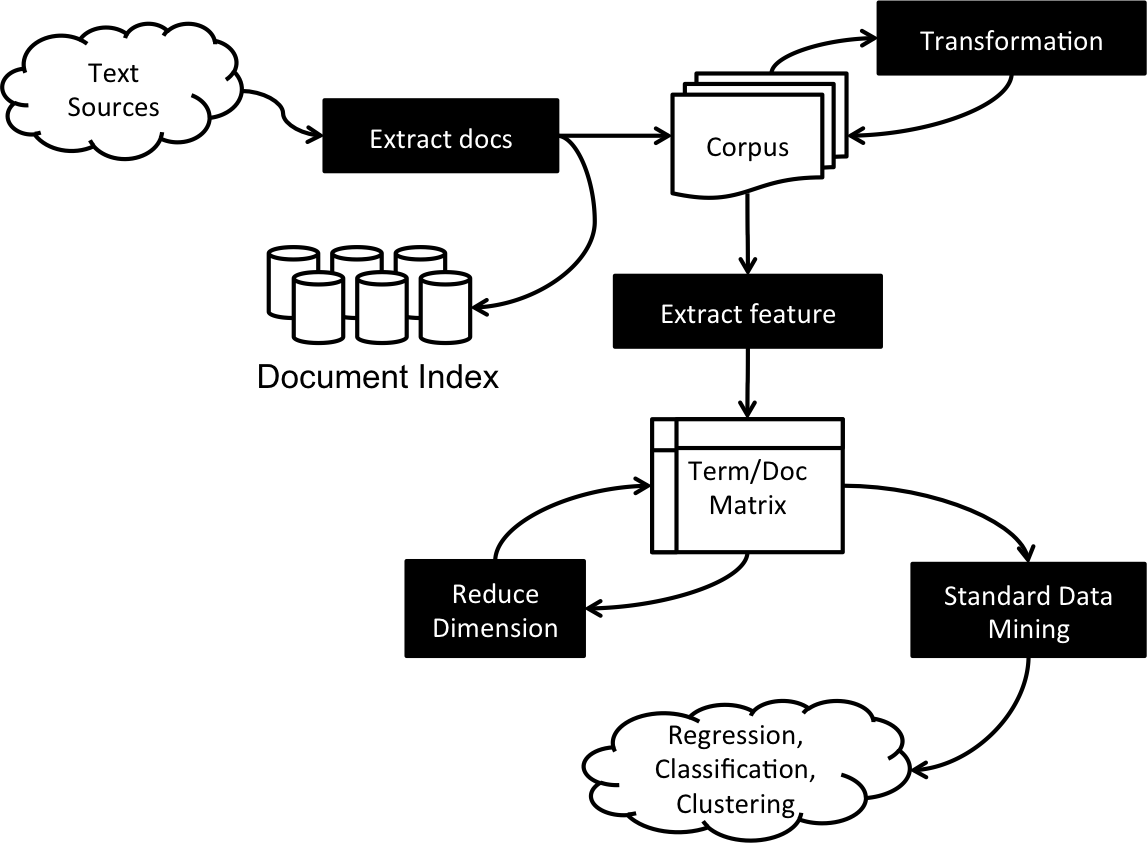 Text
Sources
Extract docs
Corpus
Transformation
Document Index
Extract feature
Term/Doc
Matrix
Reduce
Dimension
Standard Data
Mining
Regression,
Classification,
Clustering